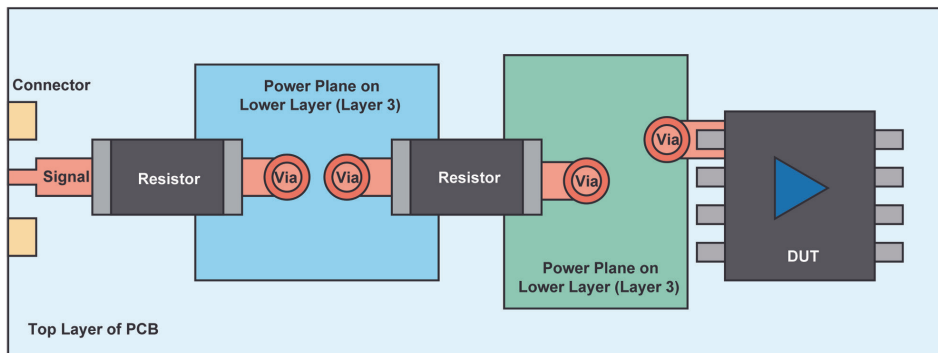 Connector
Power Plane on
Lower Layer (Layer 3)
Signal
Resistor
Via
Via
Resistor
Via
Via
DUT
Power Plane on
Lower Layer (Layer 3)
Top Layer of PCB